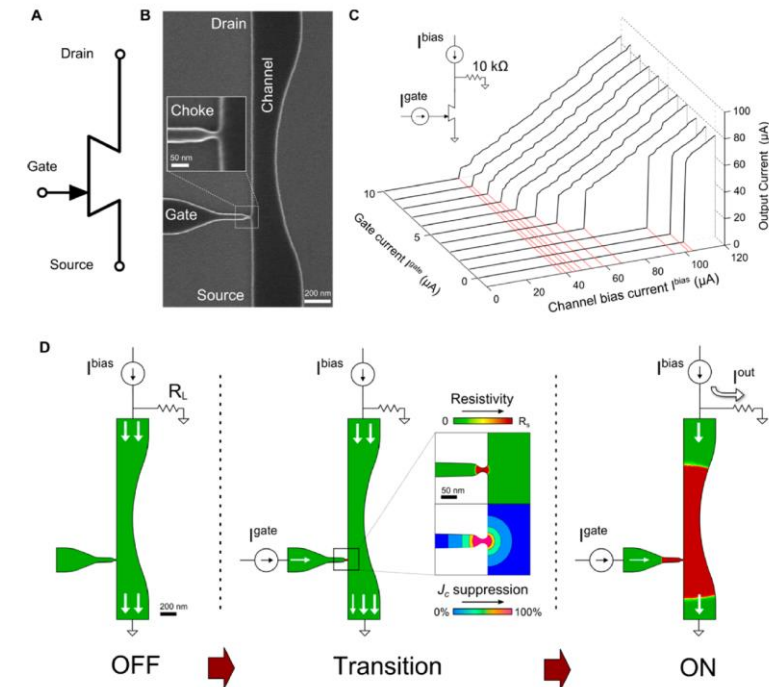 A
Drain
Gate
Source
B
Drain
Channel
Choke
50 nm
Gate
Source
200 nm
C
I^bias
10 kΩ
I^gate
100
80
60
40
20
0
Output Current (µA)
10
5
0
Gate current I^gate (µA)
0
20
40
60
80
100
120
Channel bias current I^bias (µA)
D
I^bias
R_L
200 nm
OFF
I^bias
I^gate
Resistivity
0
R_s
50 nm
J_c suppression
0%
100%
Transition
I^bias
I^out
I^gate
ON